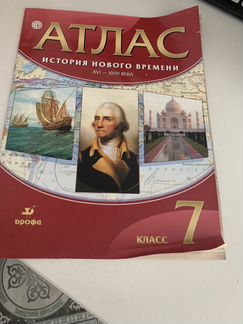 АТЛАС
ИСТОРИЯ НОВОГО ВРЕМЕНИ
XVI – XVIII ВЕКА
дрофа
КЛАСС 7